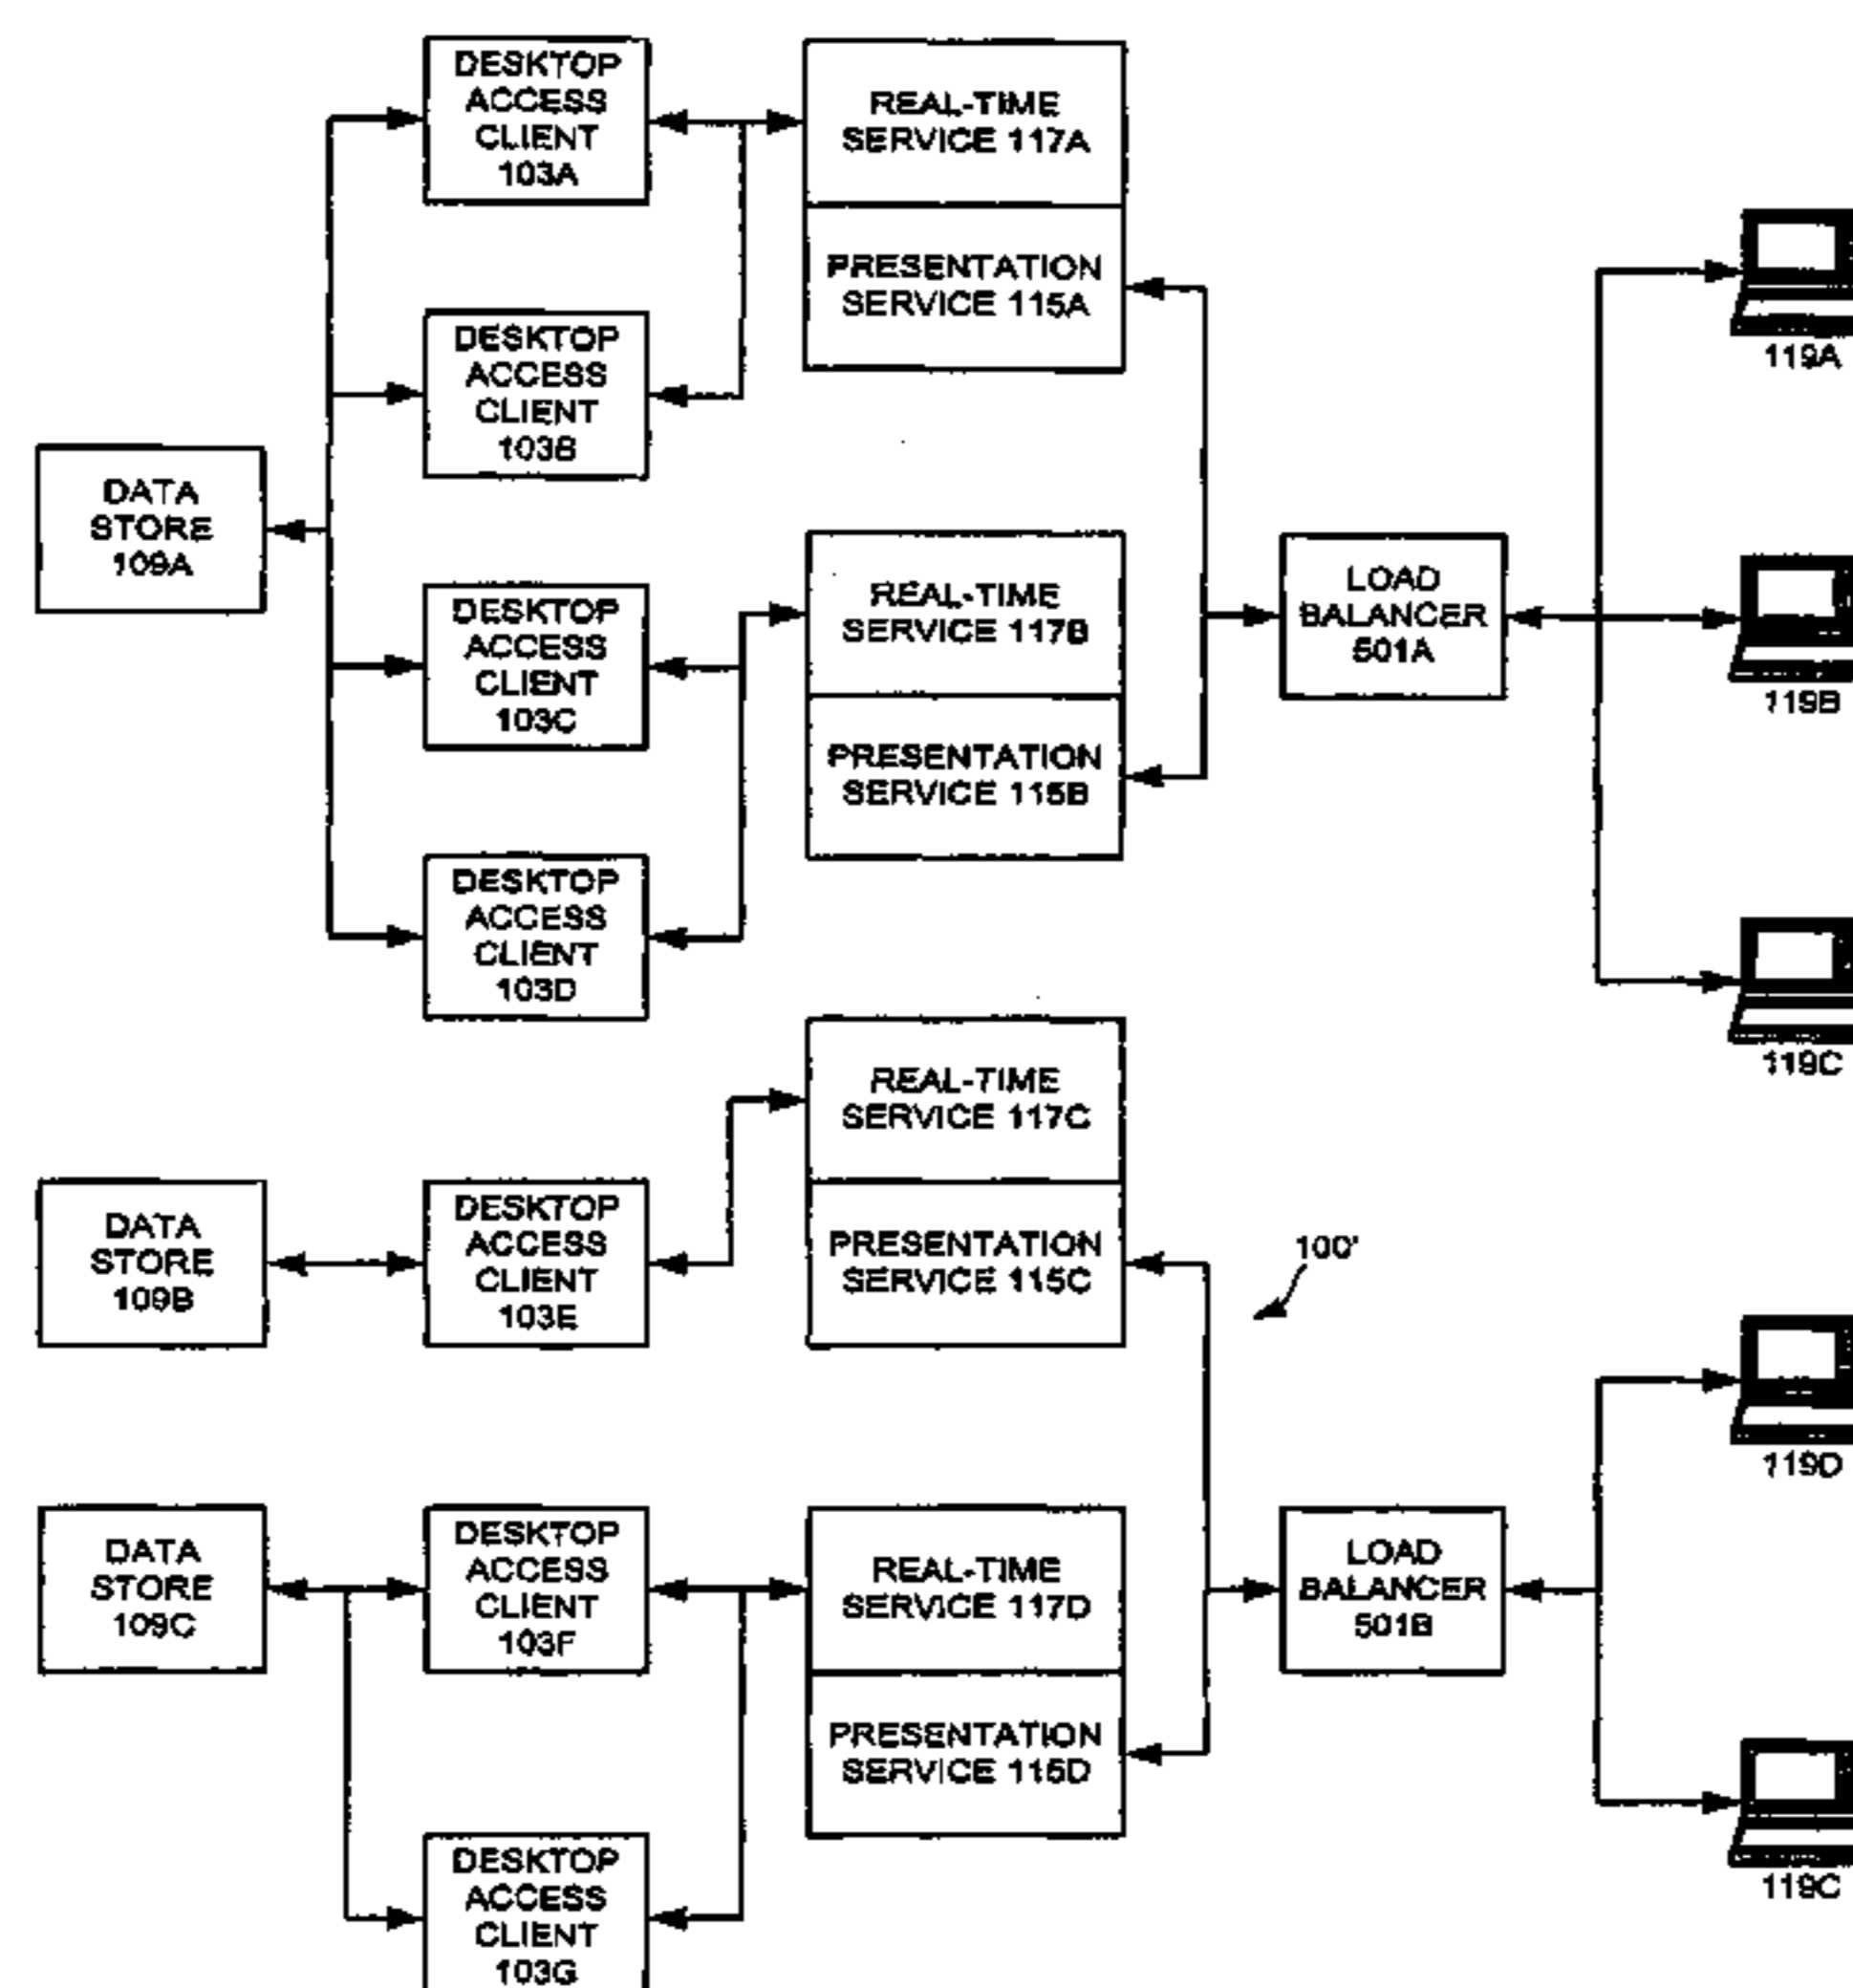 DESKTOP
ACCESS
CLIENT
103A
REAL-TIME
SERVICE 117A
PRESENTATION
SERVICE 115A
119A
DESKTOP
ACCESS
CLIENT
103B
DATA
STORE
109A
DESKTOP
ACCESS
CLIENT
103C
REAL-TIME
SERVICE 117B
PRESENTATION
SERVICE 115B
LOAD
BALANCER
501A
119B
DESKTOP
ACCESS
CLIENT
103D
119C
REAL-TIME
SERVICE 117C
PRESENTATION
SERVICE 115C
DATA
STORE
109B
DESKTOP
ACCESS
CLIENT
103E
100'
119D
DATA
STORE
109C
DESKTOP
ACCESS
CLIENT
103F
REAL-TIME
SERVICE 117D
PRESENTATION
SERVICE 115D
LOAD
BALANCER
501B
DESKTOP
ACCESS
CLIENT
103G
119C